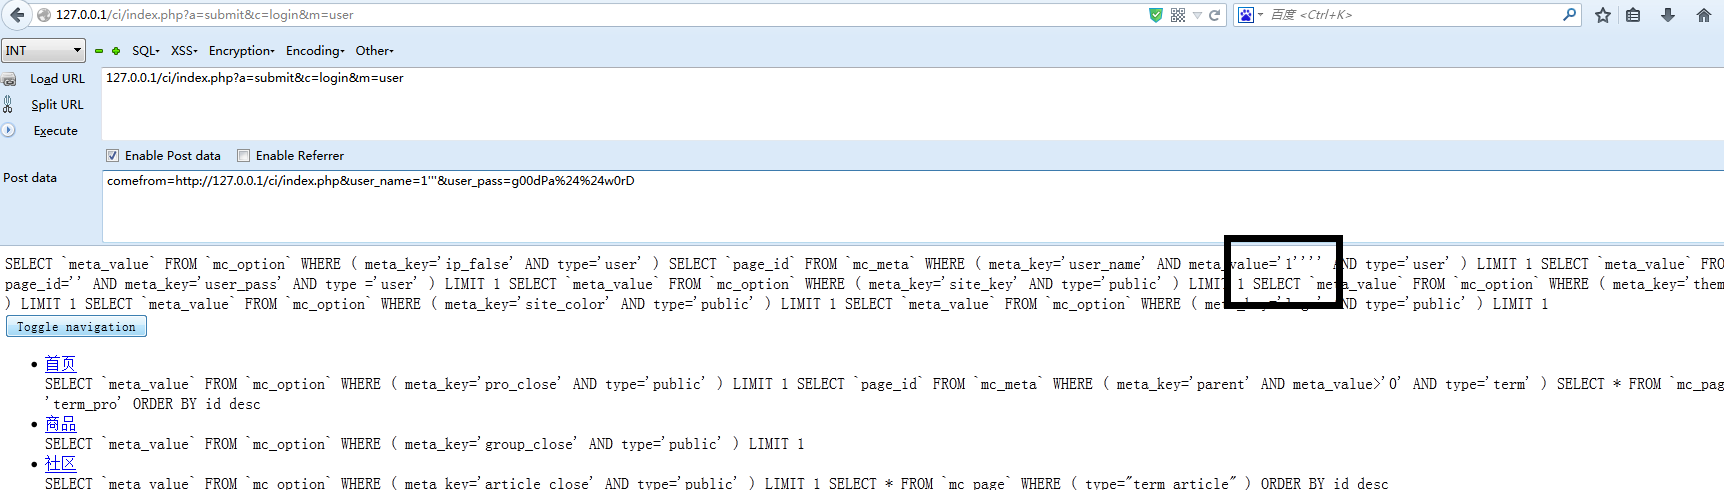 127.0.0.1/ci/index.php?a=submit&c=login&m=user
百度 <Ctrl+K>
INT SQL- XSS- Encryption- Encoding- Other-
Load URL 127.0.0.1/ci/index.php?a=submit&c=login&m=user
Split URL
Execute
Enable Post data Enable Referrer
Post data comefrom=http://127.0.0.1/ci/index.php&user_name=1'''&user_pass=g00dPa%24%24w0rD
SELECT `meta_value` FROM `mc_option` WHERE ( meta_key='ip_false' AND type='user' ) SELECT `page_id` FROM `mc_meta` WHERE ( meta_key='user_name' AND meta_value='1'''' AND type='user' ) LIMIT 1 SELECT `meta_value` FRO
page_id='' AND meta_key='user_pass' AND type ='user' ) LIMIT 1 SELECT `meta_value` FROM `mc_option` WHERE ( meta_key='site_key' AND type='public' ) LIMIT 1 SELECT `meta_value` FROM `mc_option` WHERE ( meta_key='them
) LIMIT 1 SELECT `meta_value` FROM `mc_option` WHERE ( meta_key='site_color' AND type='public' ) LIMIT 1 SELECT `meta_value` FROM `mc_option` WHERE ( AND type='public' ) LIMIT 1
Toggle navigation
首页
SELECT `meta_value` FROM `mc_option` WHERE ( meta_key='pro_close' AND type='public' ) LIMIT 1 SELECT `page_id` FROM `mc_meta` WHERE ( meta_key='parent' AND meta_value>'0' AND type='term' ) SELECT * FROM `mc_pag
'term_pro' ORDER BY id desc
商品
SELECT `meta_value` FROM `mc_option` WHERE ( meta_key='group_close' AND type='public' ) LIMIT 1
社区
SELECT `meta_value` FROM `mc_option` WHERE ( meta_key='article_close' AND type='public' ) LIMIT 1 SELECT * FROM `mc_page` WHERE ( type="term_article" ) ORDER BY id desc